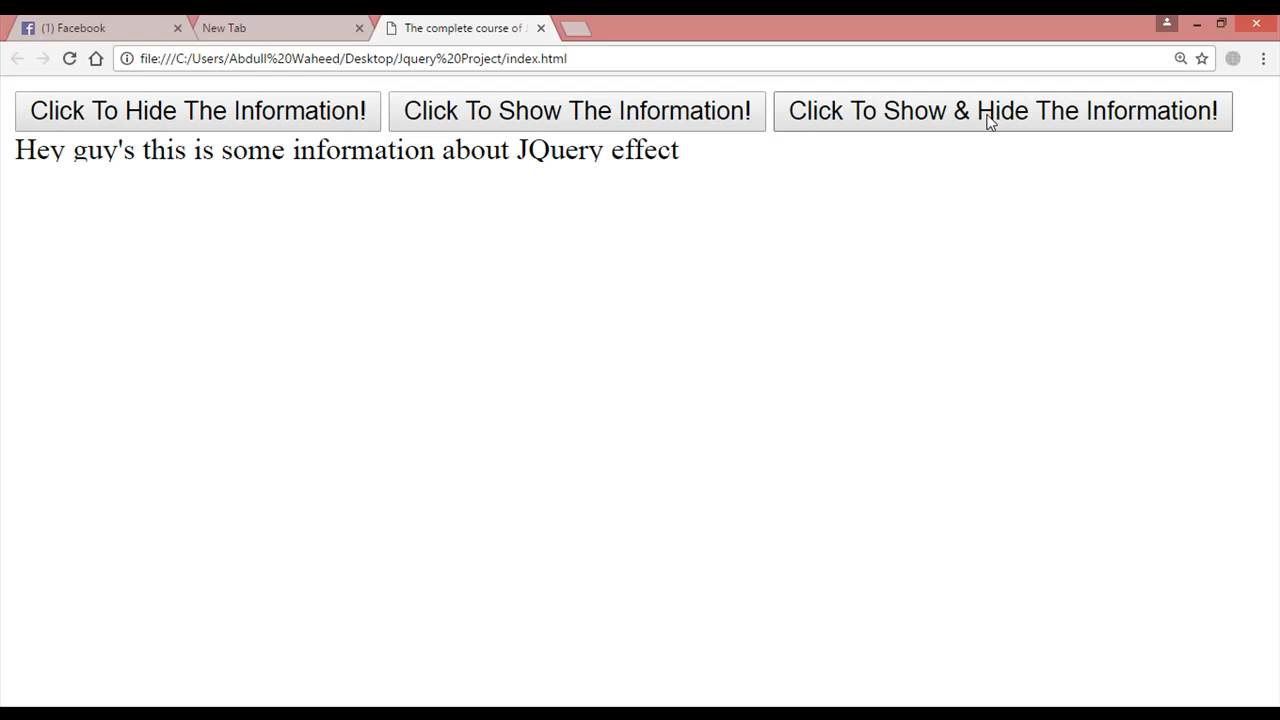 (1) Facebook
New Tab
The complete course of
file:///C:/Users/Abdull%20Waheed/Desktop/Jquery%20Project/index.html
Click To Hide The Information!
Click To Show The Information!
Click To Show & Hide The Information!
Hey guy's this is some information about JQuery effect